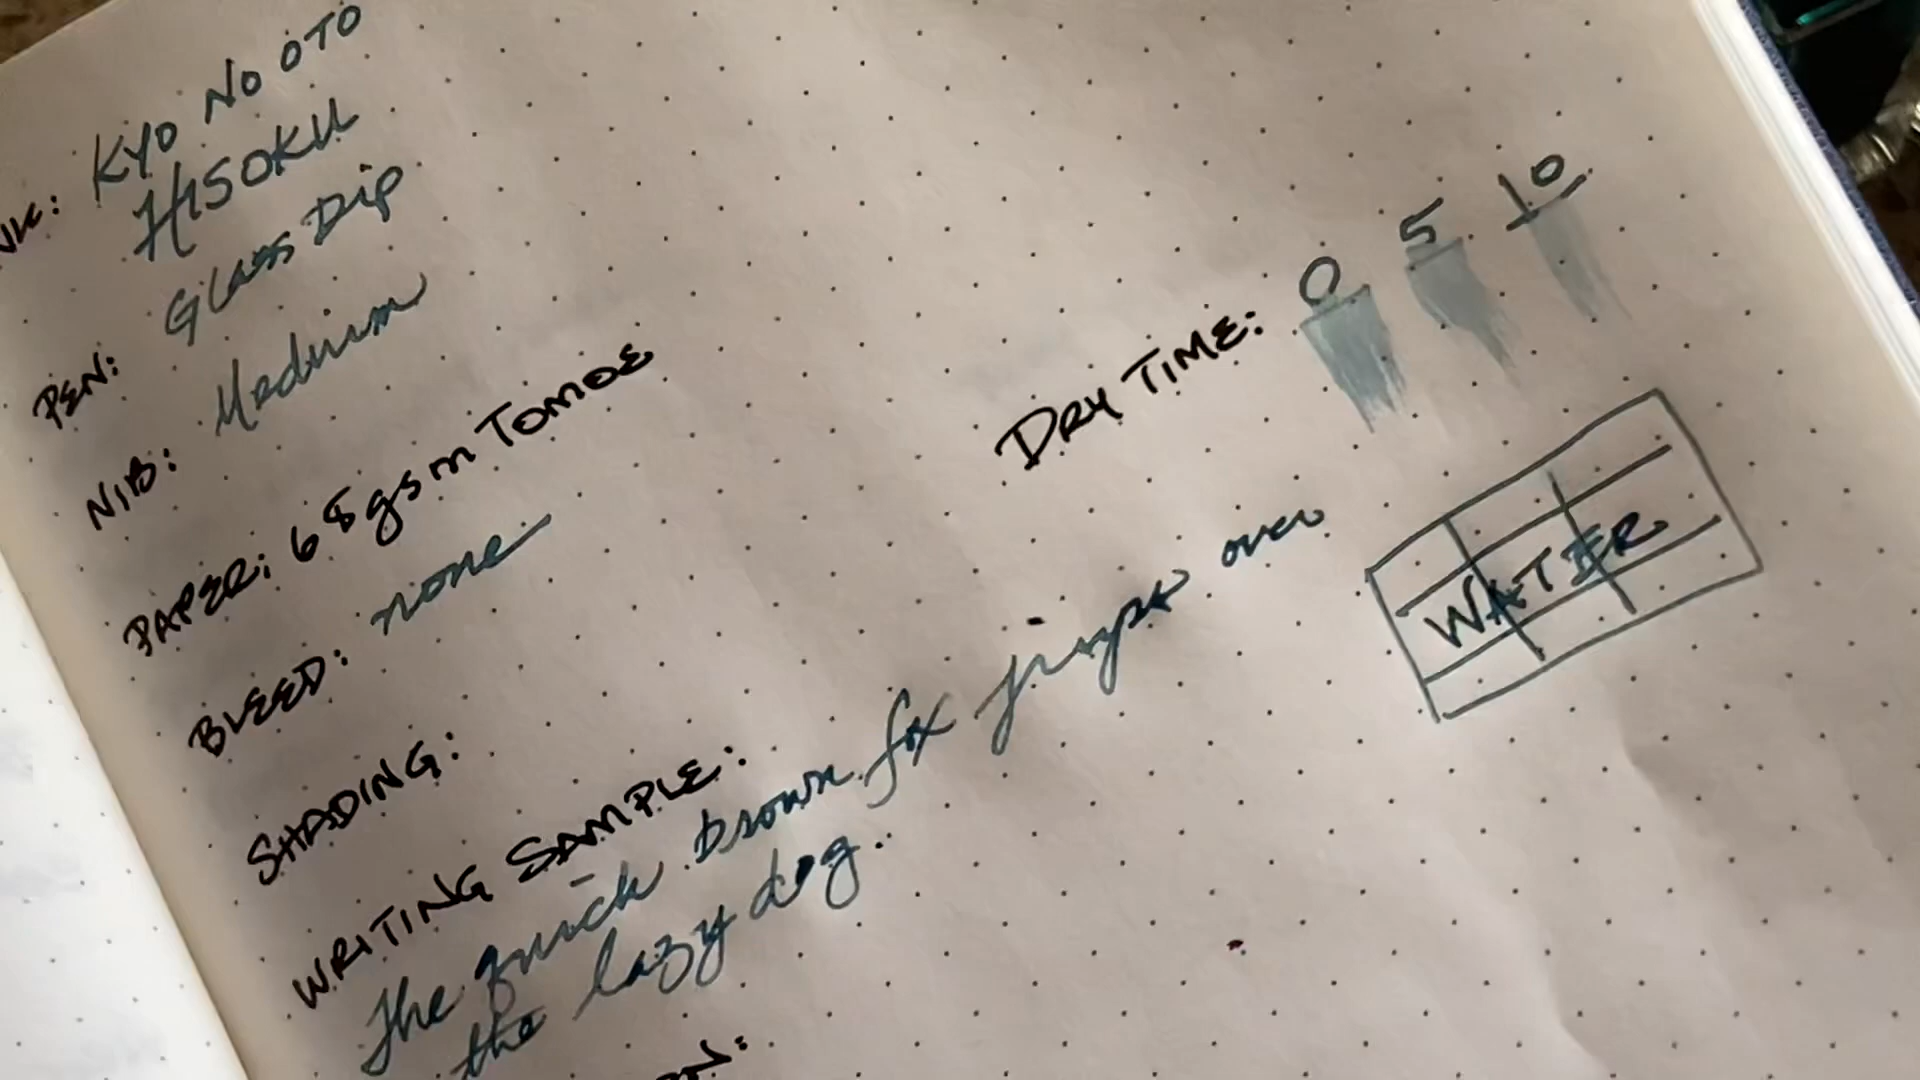 INK: KYO NO OTO
HISOKU
PEN: Glass Dip
NIB: Medium
PAPER: 68gsm TOMOE
BLEED: none
DRY TIME: 0 5 10
SHADING:
WATER
WRITING SAMPLE:
The quick brown fox jumps over
the lazy dog.